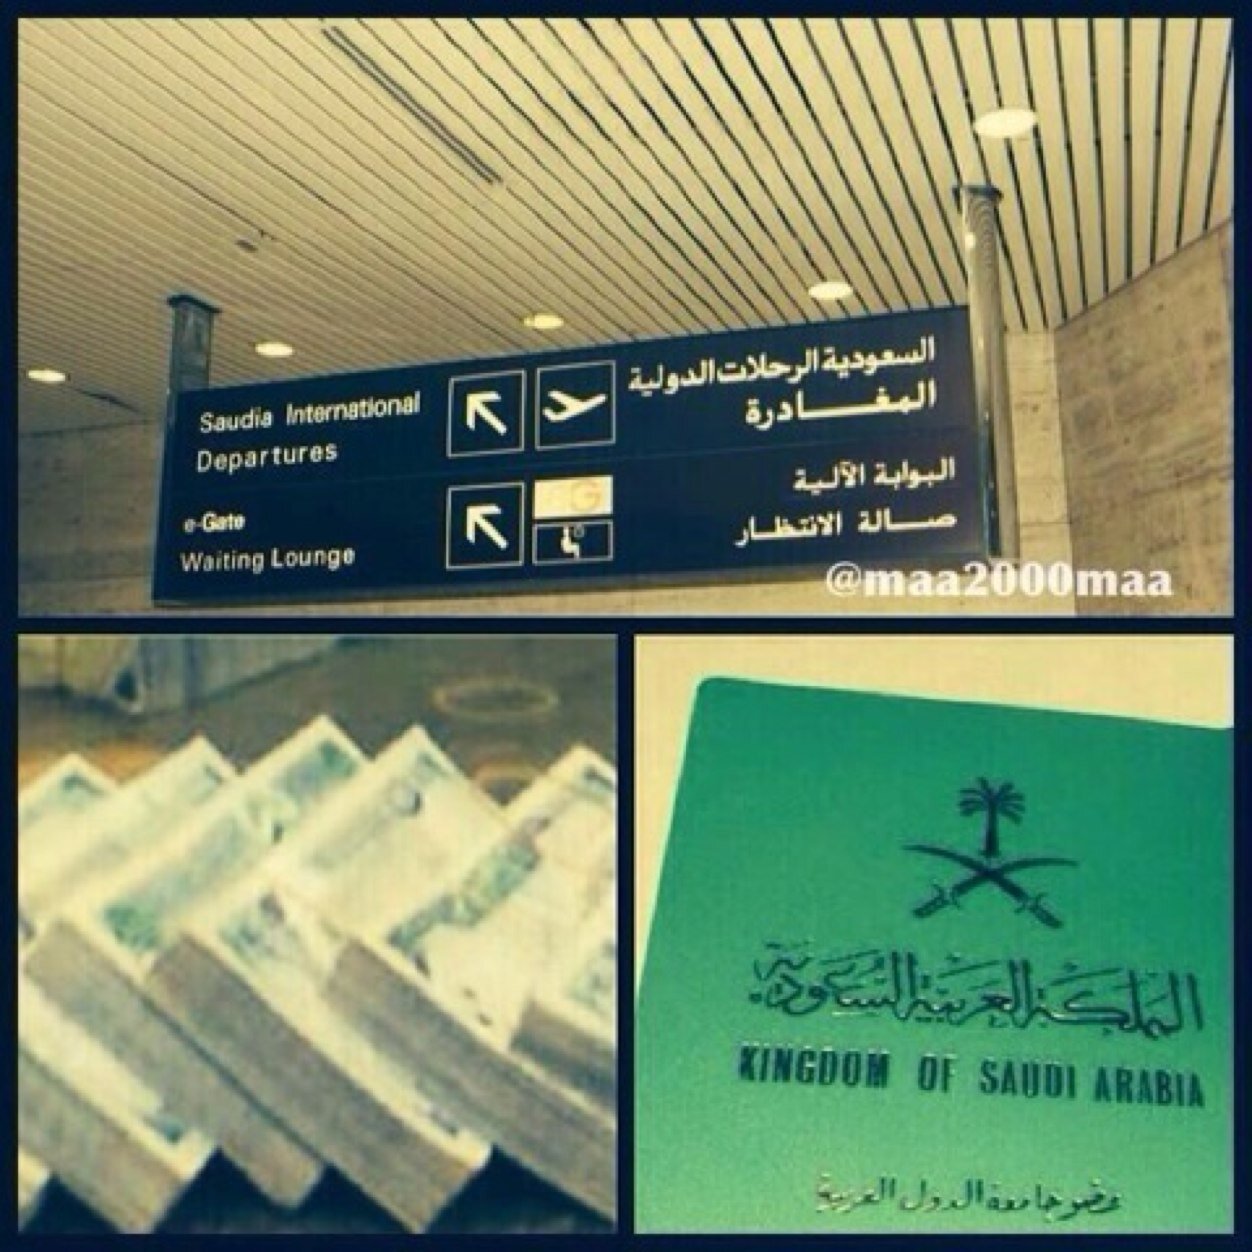 Saudia International
Departures
السعودية الرحلات الدولية
المغادرة
e-Gate
Waiting Lounge
البوابة الآلية
صالة الانتظار
@maa2000maa
المملكة العربية السعودية
KINGDOM OF SAUDI ARABIA
عضو جامعة الدول العربية